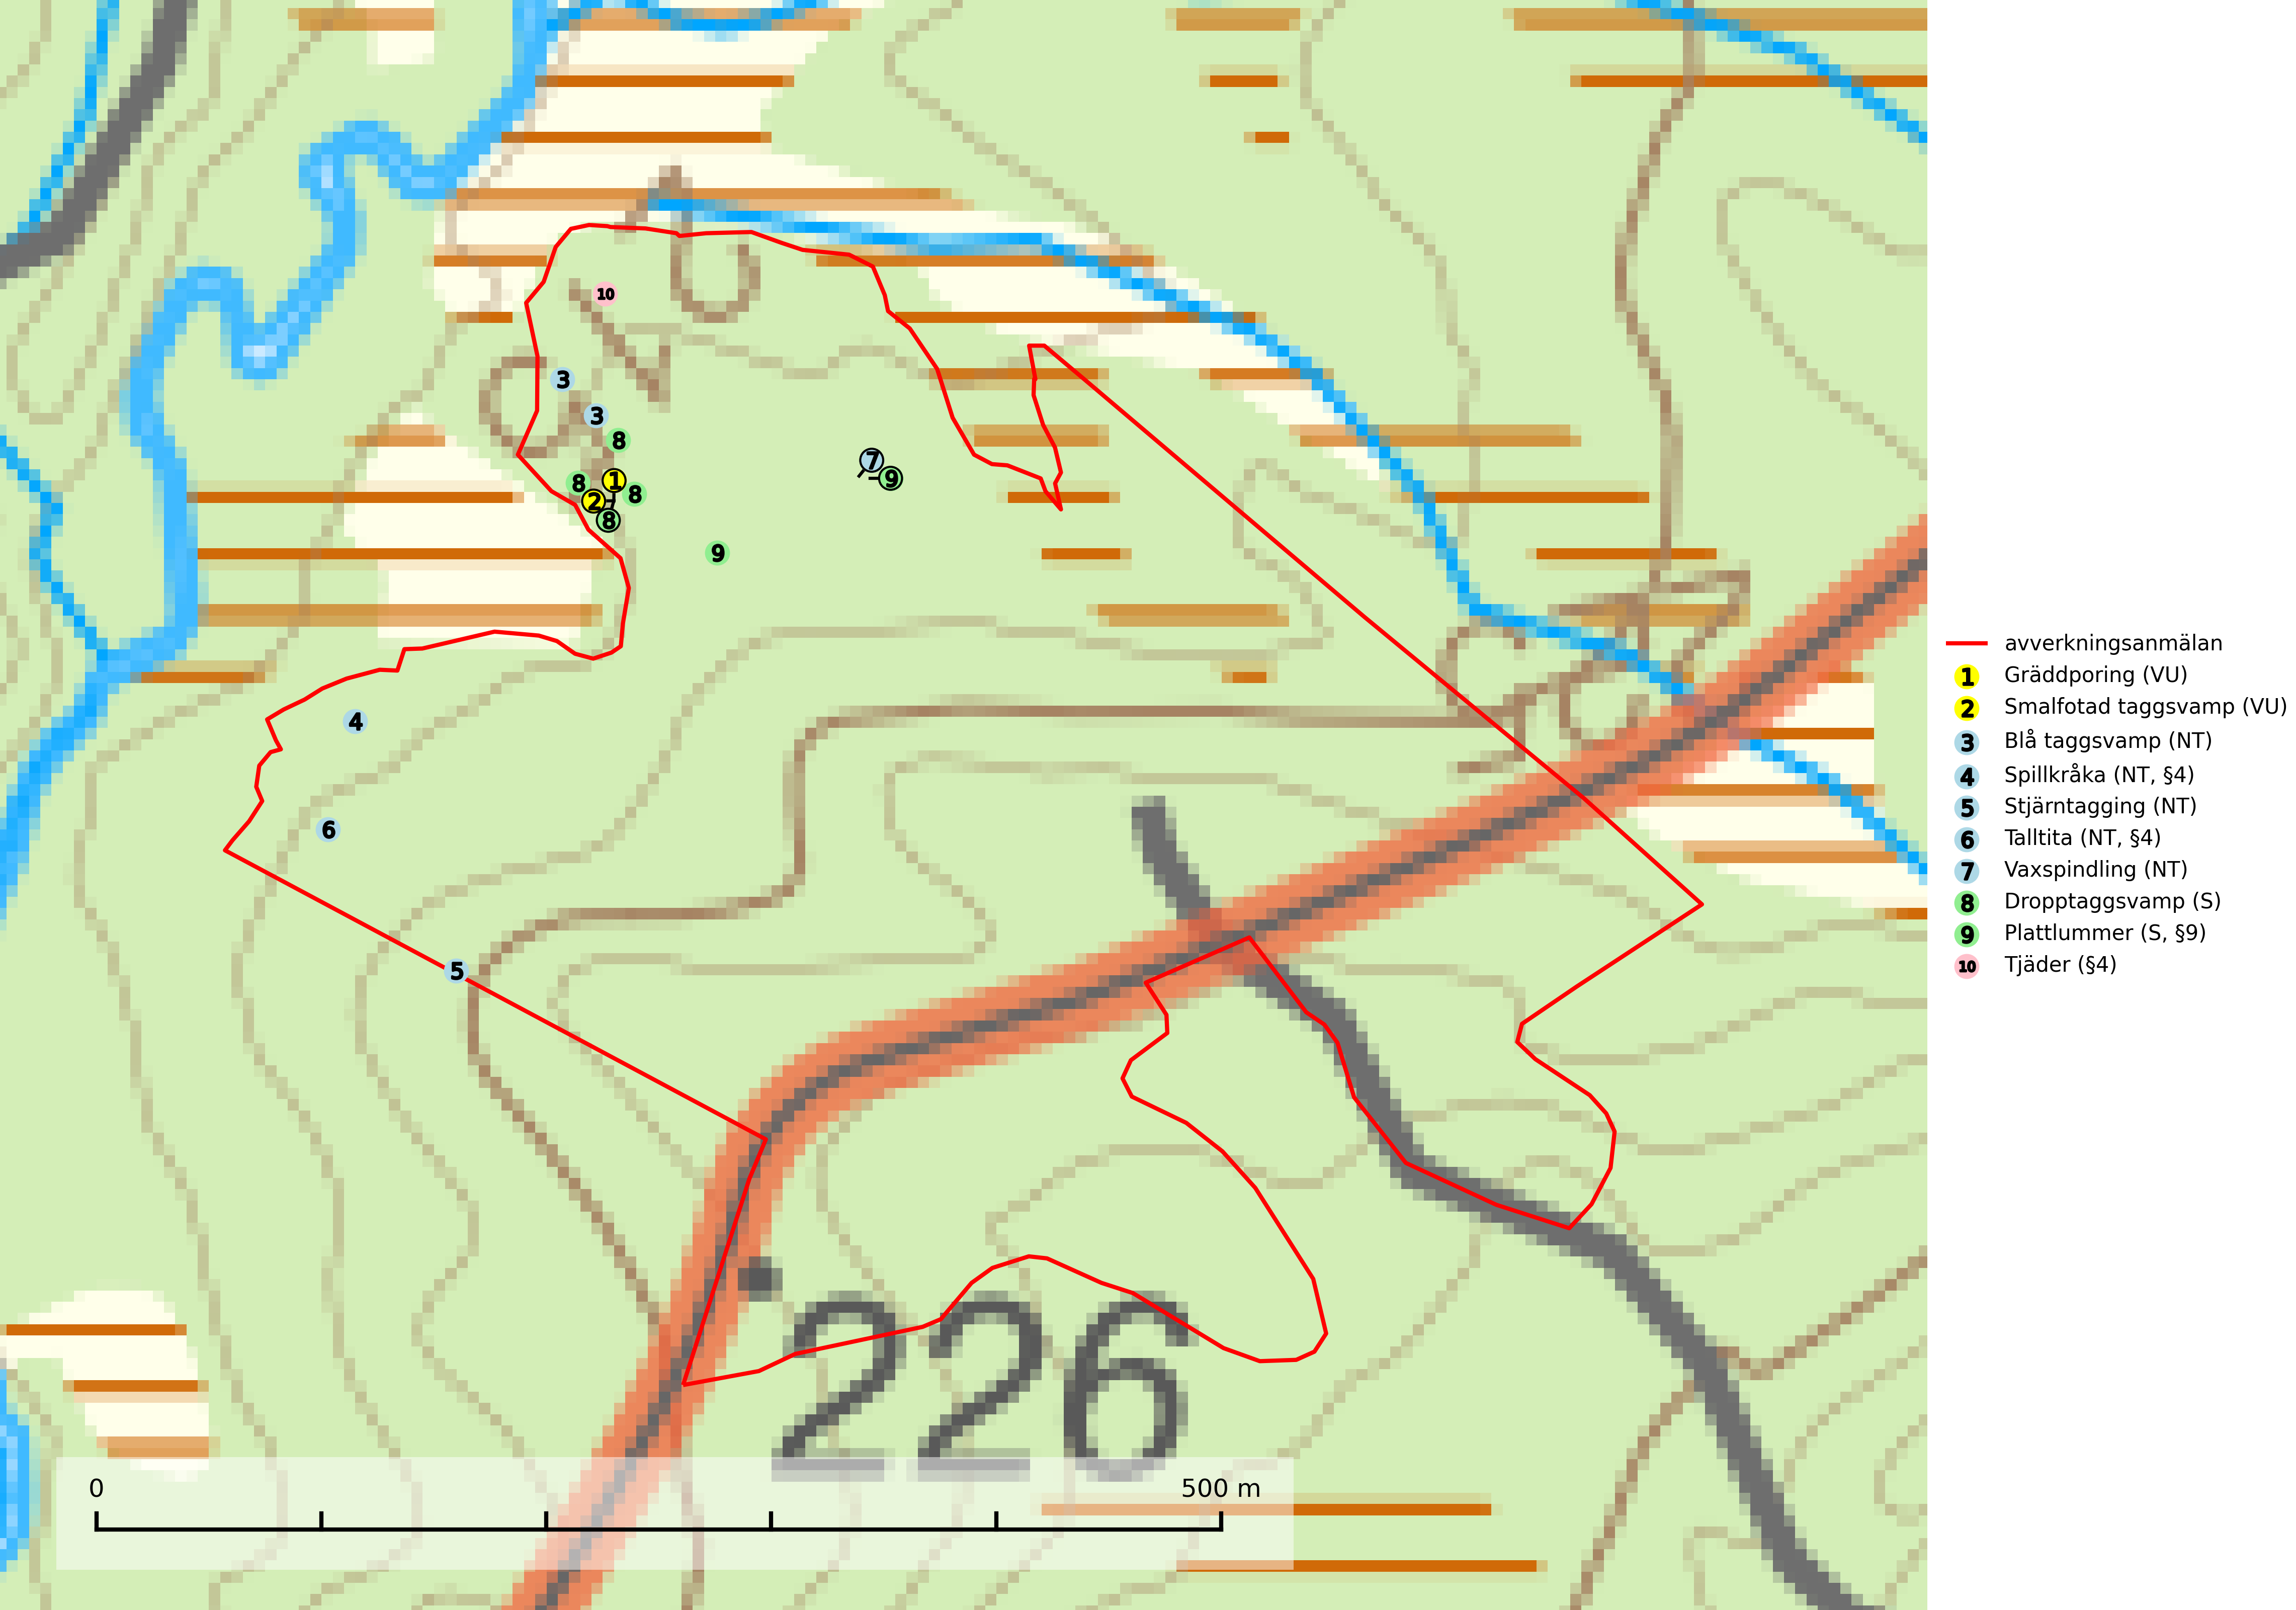 10
3
3
8
7
9
8
1
8
2
8
9
4
6
5
226
0
500 m
avverkningsanmälan
1 Gräddporing (VU)
2 Smalfotad taggsvamp (VU)
3 Blå taggsvamp (NT)
4 Spillkråka (NT, §4)
5 Stjärntagging (NT)
6 Talltita (NT, §4)
7 Vaxspindling (NT)
8 Dropptaggsvamp (S)
9 Plattlummer (S, §9)
10 Tjäder (§4)